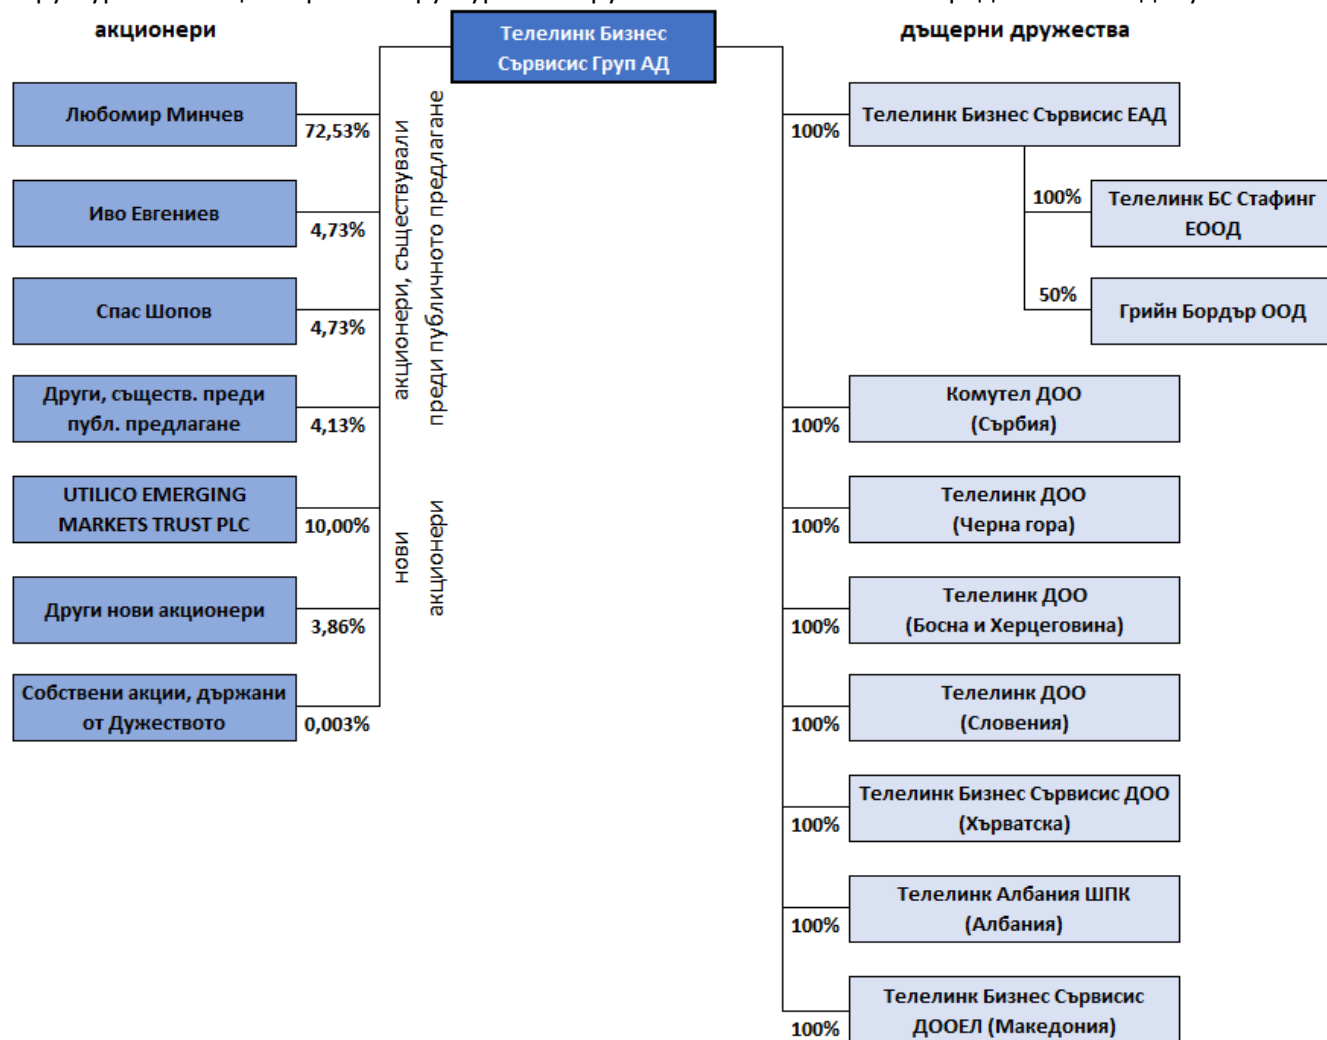 акционери
Телелинк Бизнес
Сървисис Груп АД
дъщерни дружества
Любомир Минчев
72,53%
Иво Евгениев
4,73%
Спас Шопов
4,73%
Други, съществ. преди
публ. предлагане
4,13%
UTILICO EMERGING
MARKETS TRUST PLC
10,00%
Други нови акционери
3,86%
Собствени акции, държани
от Дужеството
0,003%
акционери, съществували
преди публичното предлагане
нови
акционери
100%
Телелинк Бизнес Сървисис ЕАД
100%
Телелинк БС Стафинг
ЕООД
50%
Грийн Бордър ООД
100%
Комутел ДОО
(Сърбия)
100%
Телелинк ДОО
(Черна гора)
100%
Телелинк ДОО
(Босна и Херцеговина)
100%
Телелинк ДОО
(Словения)
100%
Телелинк Бизнес Сървисис ДОО
(Хърватска)
100%
Телелинк Албания ШПК
(Албания)
100%
Телелинк Бизнес Сървисис
ДООЕЛ (Македония)